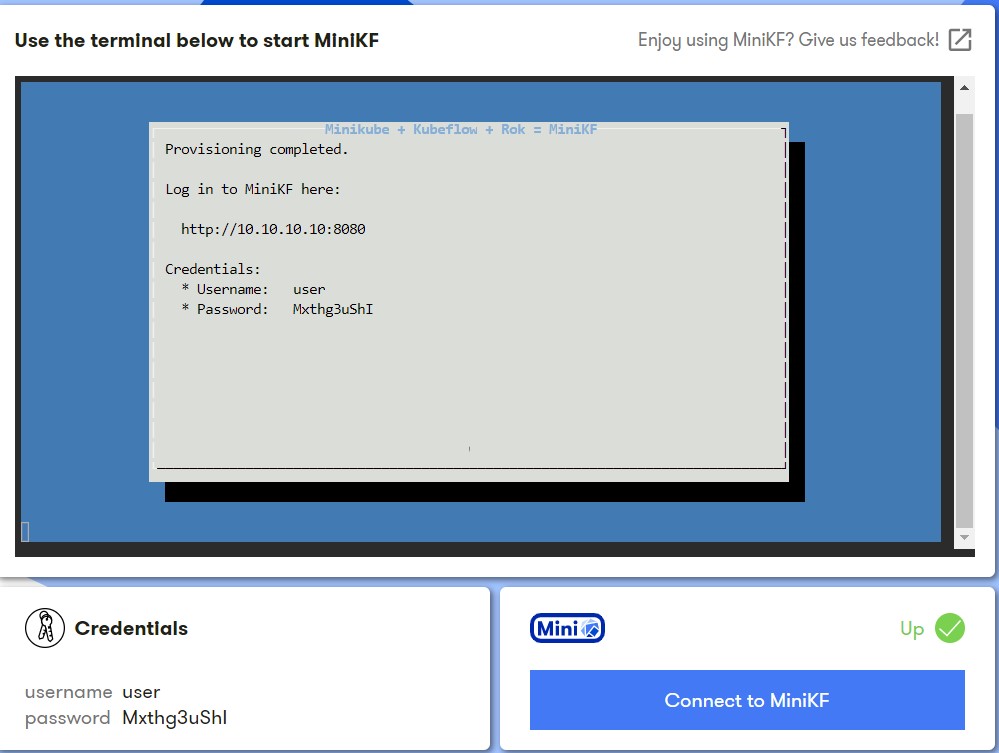 Use the terminal below to start MiniKF
Enjoy using MiniKF? Give us feedback!
Minikube + Kubeflow + Rok = MiniKF
Provisioning completed.
Log in to MiniKF here:
http://10.10.10.10:8080
Credentials:
* Username: user
* Password: Mxthg3uShI
Credentials
username user
password Mxthg3uShI
Mini
Up
Connect to MiniKF